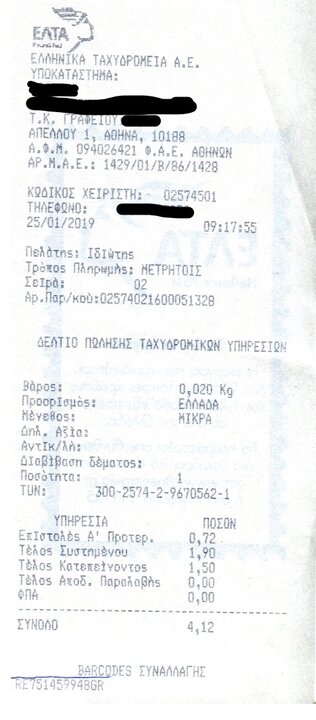 ΕΛΤΑ
Hellenic Post
ΕΛΛΗΝΙΚΑ ΤΑΧΥΔΡΟΜΕΙΑ Α.Ε.
ΥΠΟΚΑΤΑΣΤΗΜΑ:
Τ.Κ. ΓΡΑΦΕΙΟΥ
ΑΠΕΛΛΟΥ 1, ΑΘΗΝΑ, 10188
Α.Φ.Μ. 094026421 Φ.Α.Ε. ΑΘΗΝΩΝ
ΑΡ.Μ.Α.Ε.: 1429/01/Β/86/1428
ΚΩΔΙΚΟΣ ΧΕΙΡΙΣΤΗ: 02574501
ΤΗΛΕΦΩΝΟ:
25/01/2019 09:17:55
Πελάτης: Ιδιώτης
Τρόπος Πληρωμής: ΜΕΤΡΗΤΟΙΣ
Σειρά: 02
Αρ.Παρ/κού:02574021600051328
ΔΕΛΤΙΟ ΠΩΛΗΣΗΣ ΤΑΧΥΔΡΟΜΙΚΩΝ ΥΠΗΡΕΣΙΩΝ
Βάρος: 0,020 Kg
Προορισμός: ΕΛΛΑΔΑ
Μέγεθος: ΜΙΚΡΑ
Δηλ. Αξία:
Αντικ/λή:
Διαβίβαση δέματος:
Ποσότητα: 1
TUN: 300-2574-2-9670562-1
ΥΠΗΡΕΣΙΑ ΠΟΣΟΝ
Επιστολές Α' Προτερ. 0,72
Τέλος Συστημένου 1,90
Τέλος Κατεπείγοντος 1,50
Τέλος Αποδ. Παραλαβής 0,00
ΦΠΑ 0,00
ΣΥΝΟΛΟ 4,12
BARCODES ΣΥΝΑΛΛΑΓΗΣ
RE751459948GR